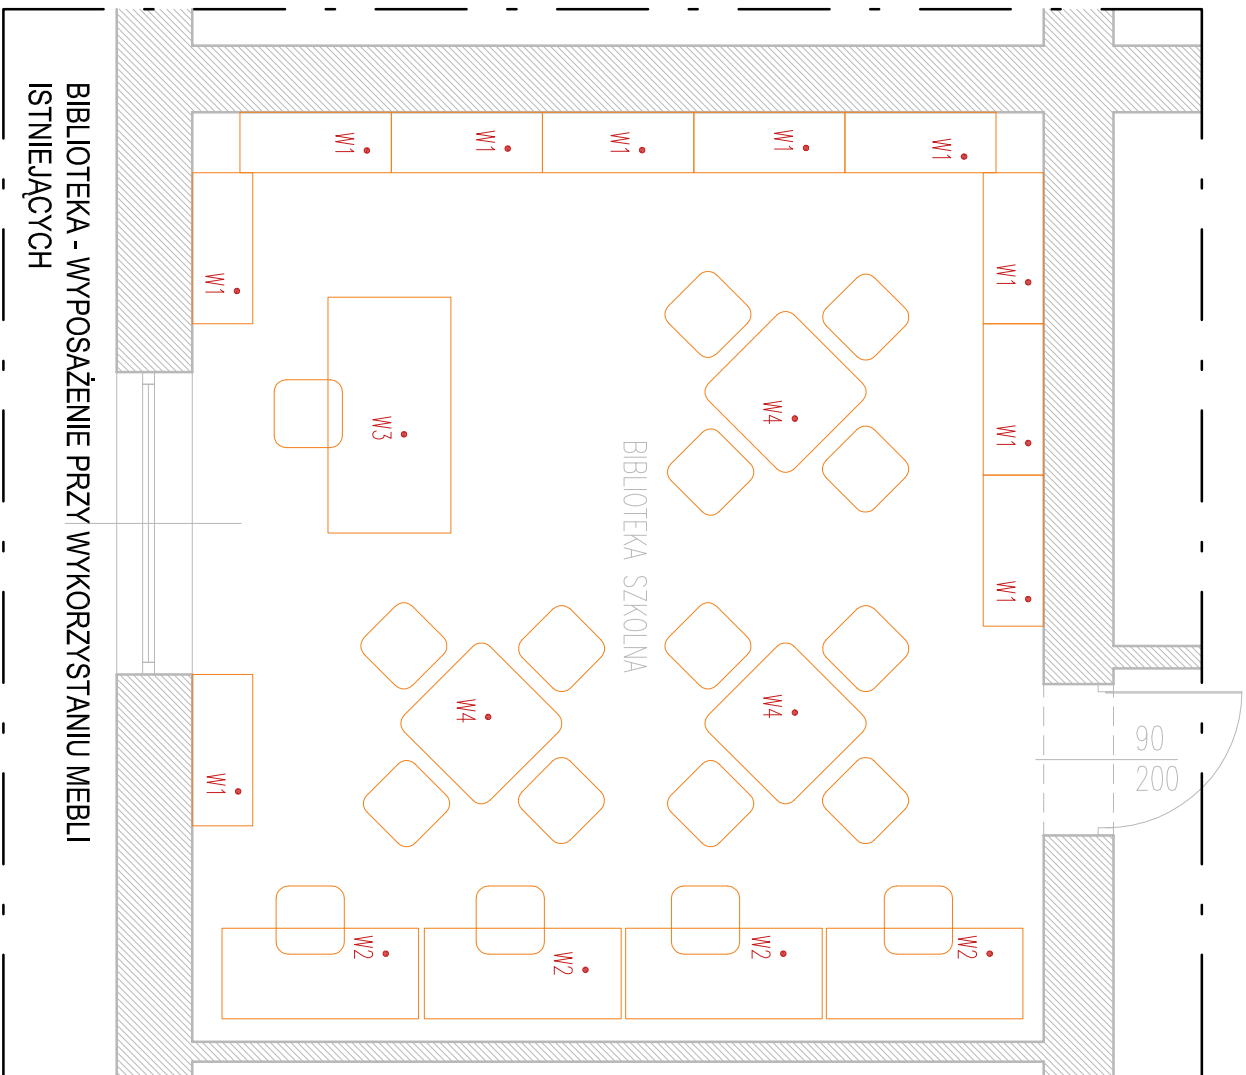 BIBLIOTEKA - WYPOSAŻENIE PRZY WYKORZYSTANIU MEBLI
ISTNIEJĄCYCH
W1
W1
W1
W1
W1
W1
W1
W1
W1
W1
W3
W4
W4
W4
BIBLIOTEKA SZKOLNA
90
200
W2
W2
W2
W2